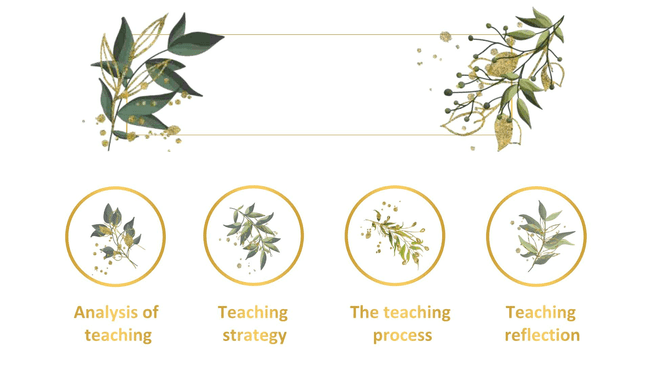 Analysis of
teaching
Teaching
strategy
The teaching
process
Teaching
reflection